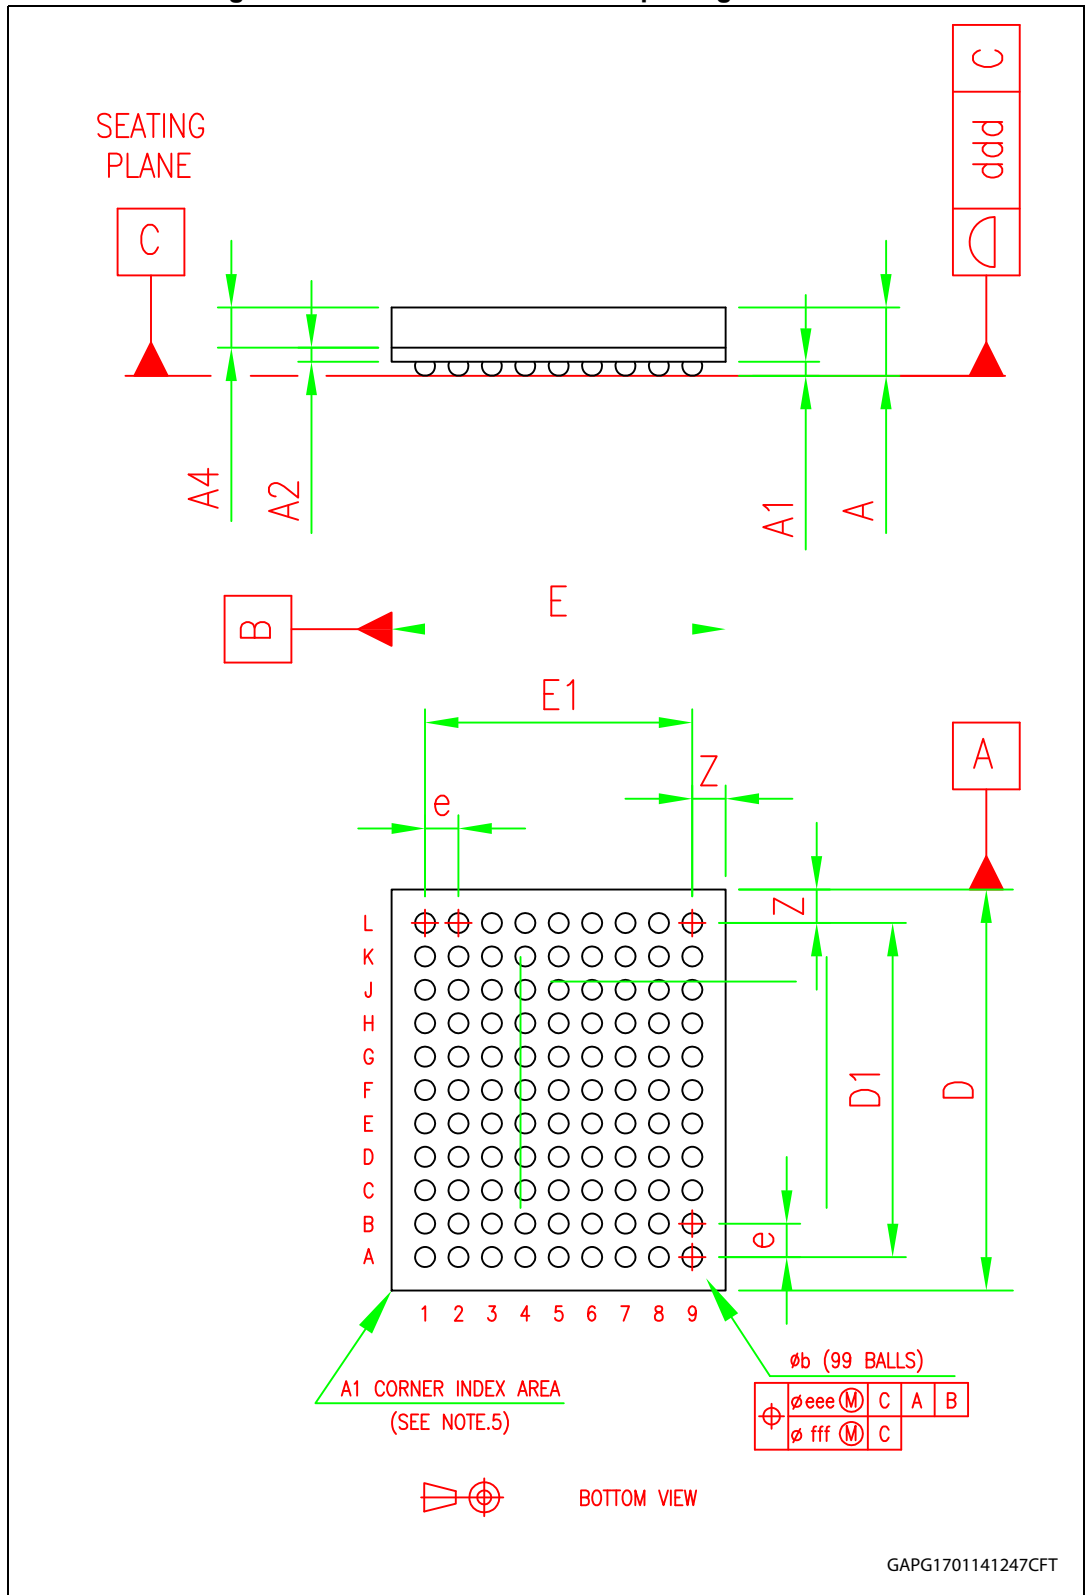 C
SEATING
PLANE
ddd
C
A4
A2
A1
A
E
B
E1
A
Z
e
Z
L
K
J
H
G
F
E
D
C
B
A
D1
D
e
1 2 3 4 5 6 7 8 9
øb (99 BALLS)
A1 CORNER INDEX AREA
(SEE NOTE.5)
øeee Ⓜ C A B
ø fff Ⓜ C
BOTTOM VIEW
GAPG1701141247CFT